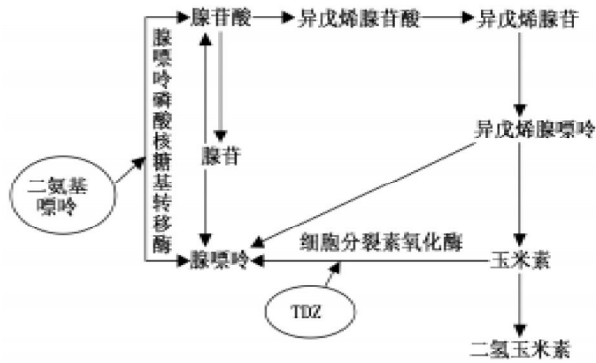 腺苷酸
异戊烯腺苷酸
异戊烯腺苷
腺嘌呤磷酸核糖基转移酶
异戊烯腺嘌呤
腺苷
二氨基
嘌呤
细胞分裂素氧化酶
腺嘌呤
玉米素
TDZ
二氢玉米素